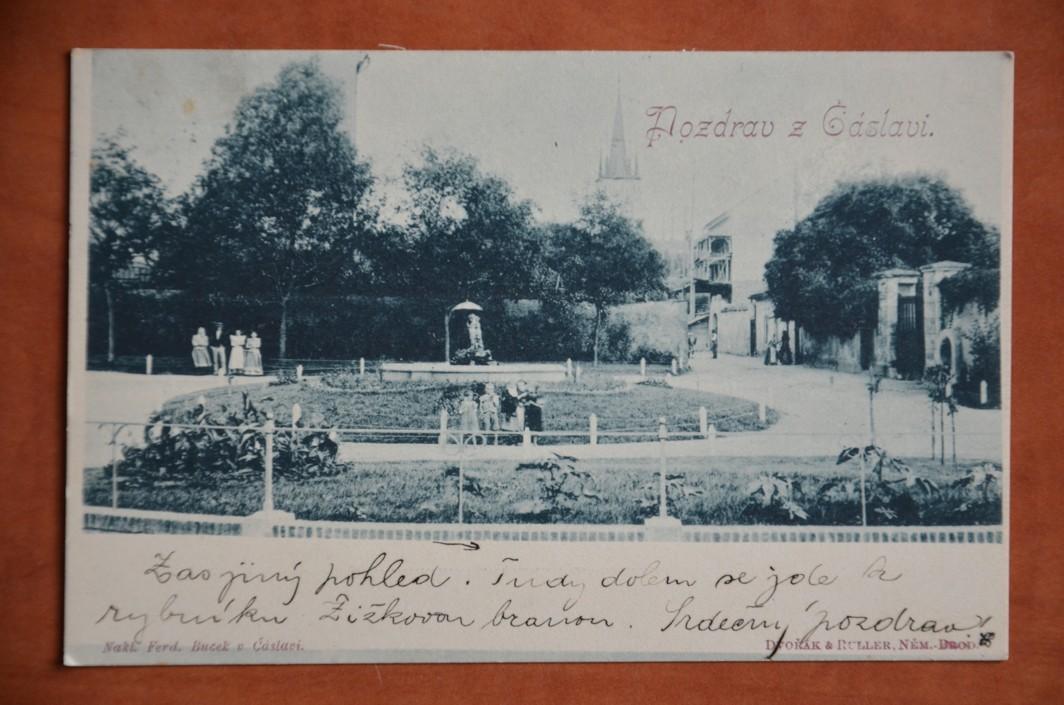 Pozdrav z Čáslavi.
Zas jiný pohled. Tudy dolem se jde k
rybníku Žižkovou branou. Srdečný pozdrav
Nakl. Ferd. Buček v Čáslavi.
DVOŘÁK & RULLER, NĚM.-BROD.